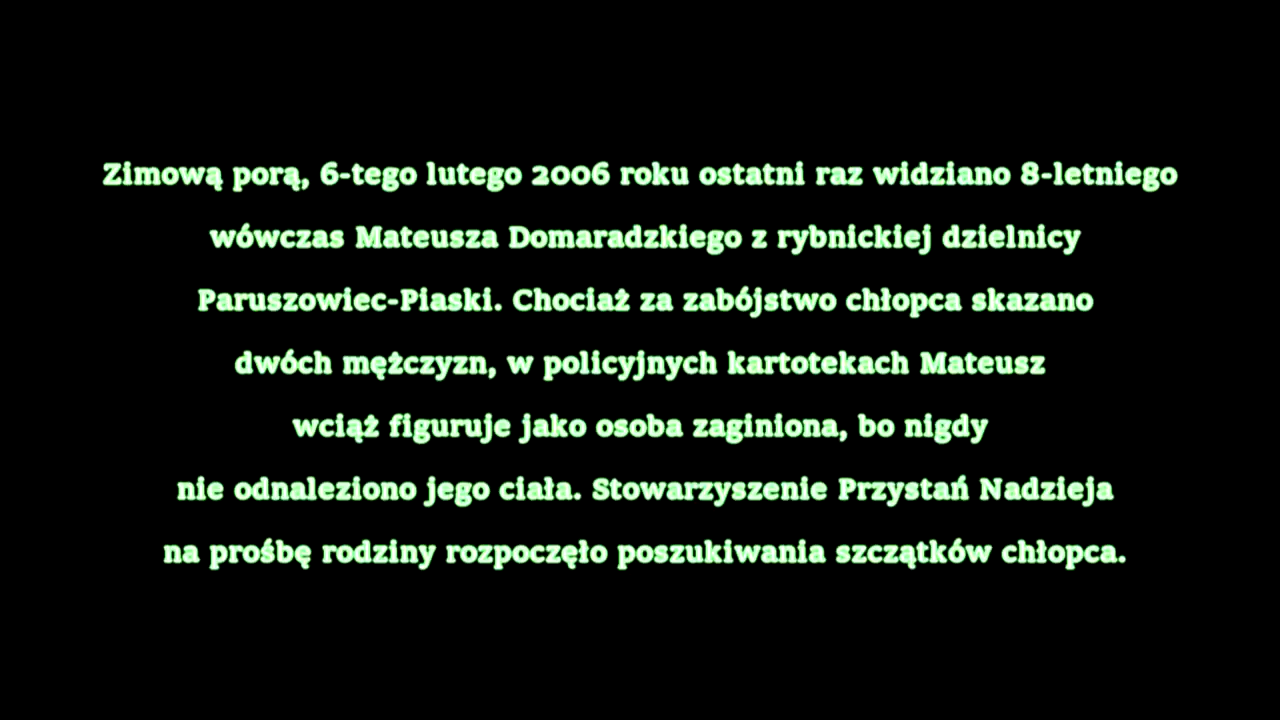 Zimową porą, 6-tego lutego 2006 roku ostatni raz widziano 8-letniego
wówczas Mateusza Domaradzkiego z rybnickiej dzielnicy
Paruszowiec-Piaski. Chociaż za zabójstwo chłopca skazano
dwóch mężczyzn, w policyjnych kartotekach Mateusz
wciąż figuruje jako osoba zaginiona, bo nigdy
nie odnaleziono jego ciała. Stowarzyszenie Przystań Nadzieja
na prośbę rodziny rozpoczęło poszukiwania szczątków chłopca.